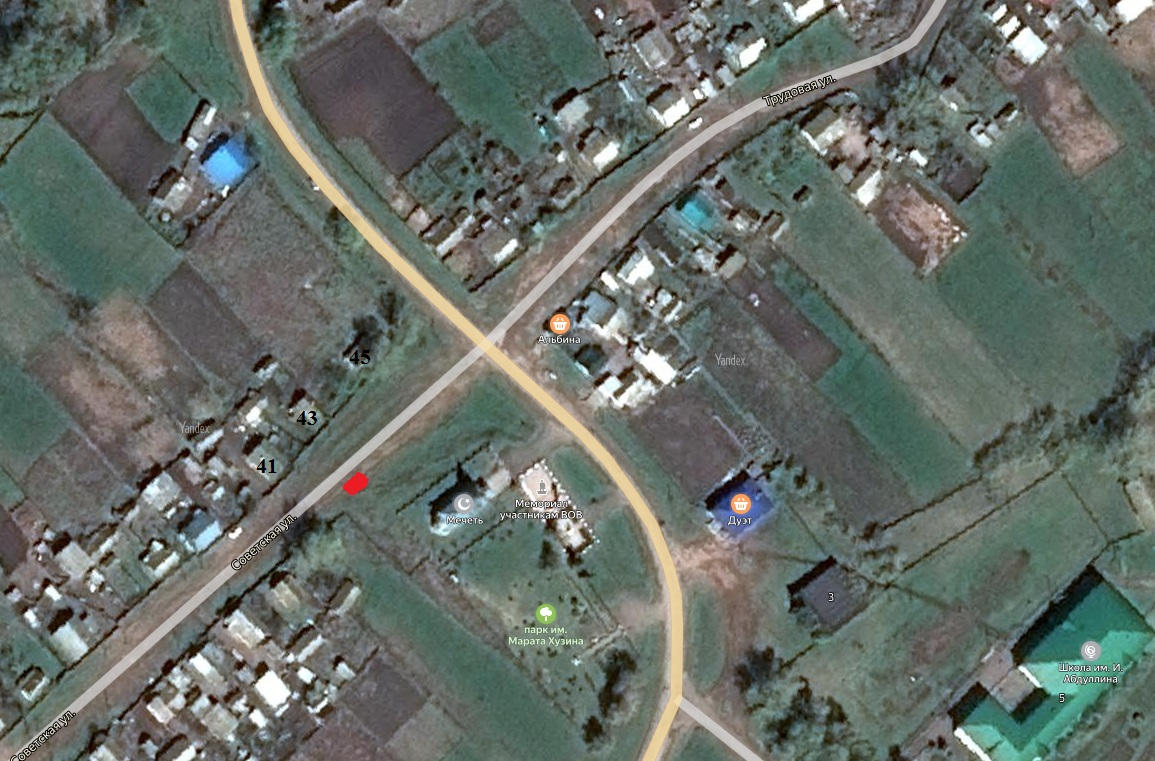 Трудовая ул.
Альбина
45
Yandex
43
Yandex
41
Мечеть
Мемориал
участникам ВОВ
Дуэт
Советская ул.
3
парк им.
Марата Хузина
Школа им. И.
Абдуллина
5
Советская ул.